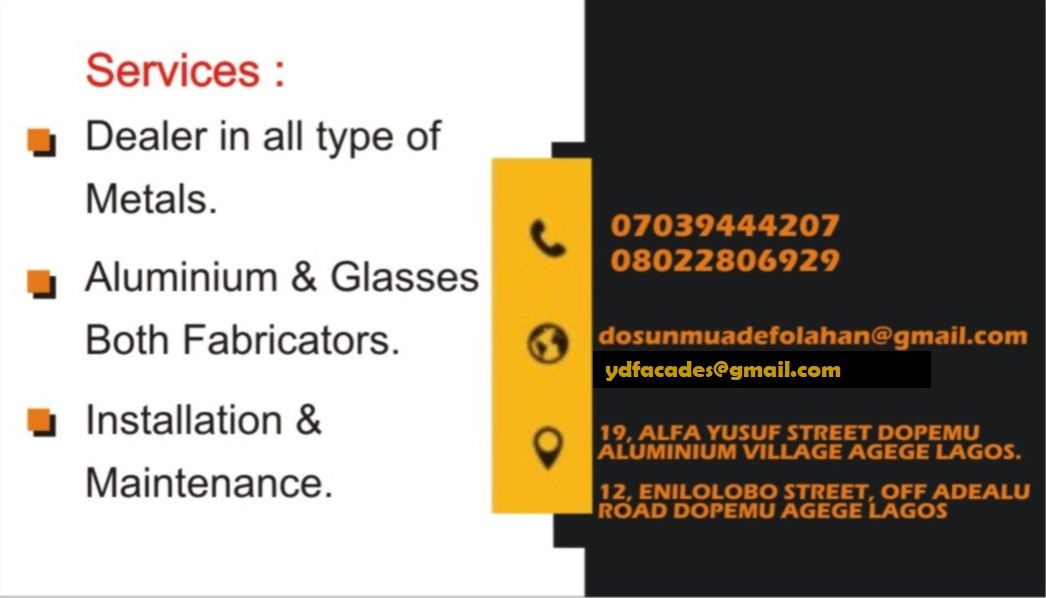 Services :
Dealer in all type of
Metals.
Aluminium & Glasses
Both Fabricators.
Installation &
Maintenance.
07039444207
08022806929
dosunmuadefolahan@gmail.com
ydfacades@gmail.com
19, ALFA YUSUF STREET DOPEMU
ALUMINIUM VILLAGE AGEGE LAGOS.
12, ENILOLOBO STREET, OFF ADEALU
ROAD DOPEMU AGEGE LAGOS